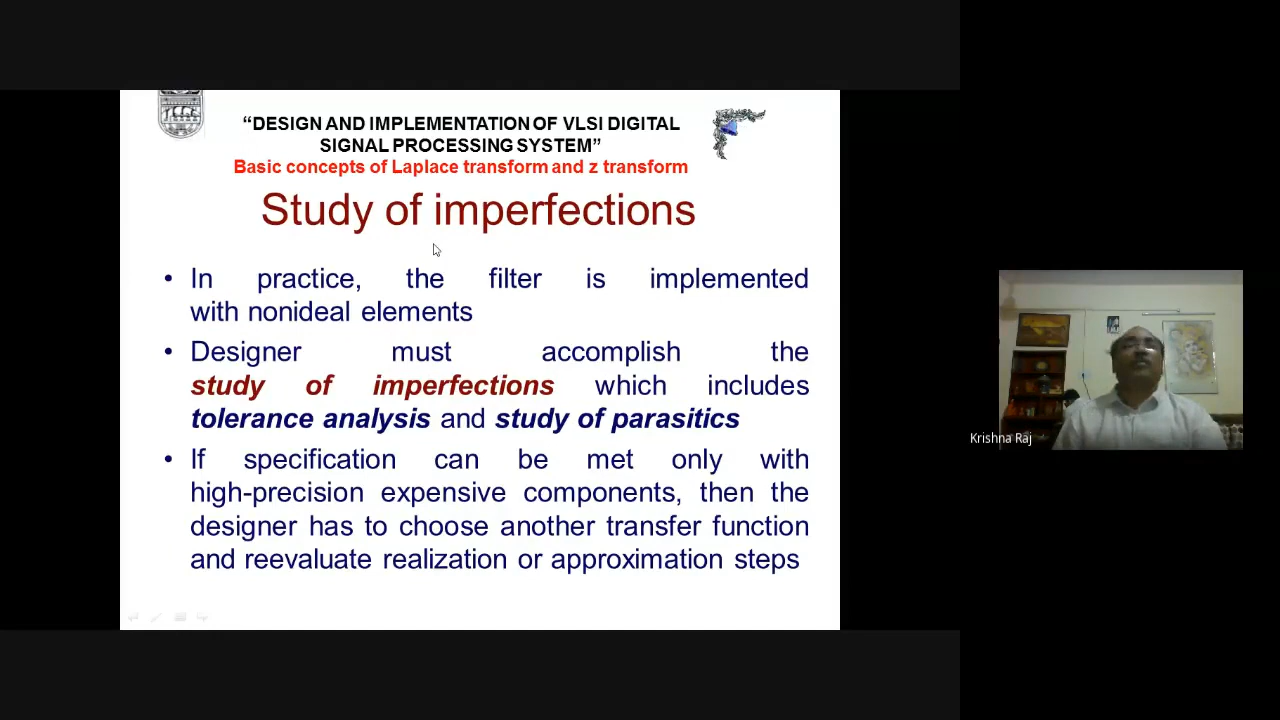 “DESIGN AND IMPLEMENTATION OF VLSI DIGITAL
SIGNAL PROCESSING SYSTEM”
Basic concepts of Laplace transform and z transform
Study of imperfections
• In practice, the filter is implemented
with nonideal elements
• Designer must accomplish the
study of imperfections which includes
tolerance analysis and study of parasitics
• If specification can be met only with
high-precision expensive components, then the
designer has to choose another transfer function
and reevaluate realization or approximation steps
Krishna Raj